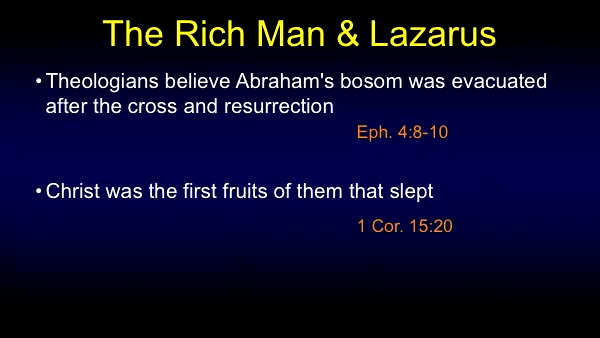 The Rich Man & Lazarus
• Theologians believe Abraham's bosom was evacuated
after the cross and resurrection
Eph. 4:8-10
• Christ was the first fruits of them that slept
1 Cor. 15:20